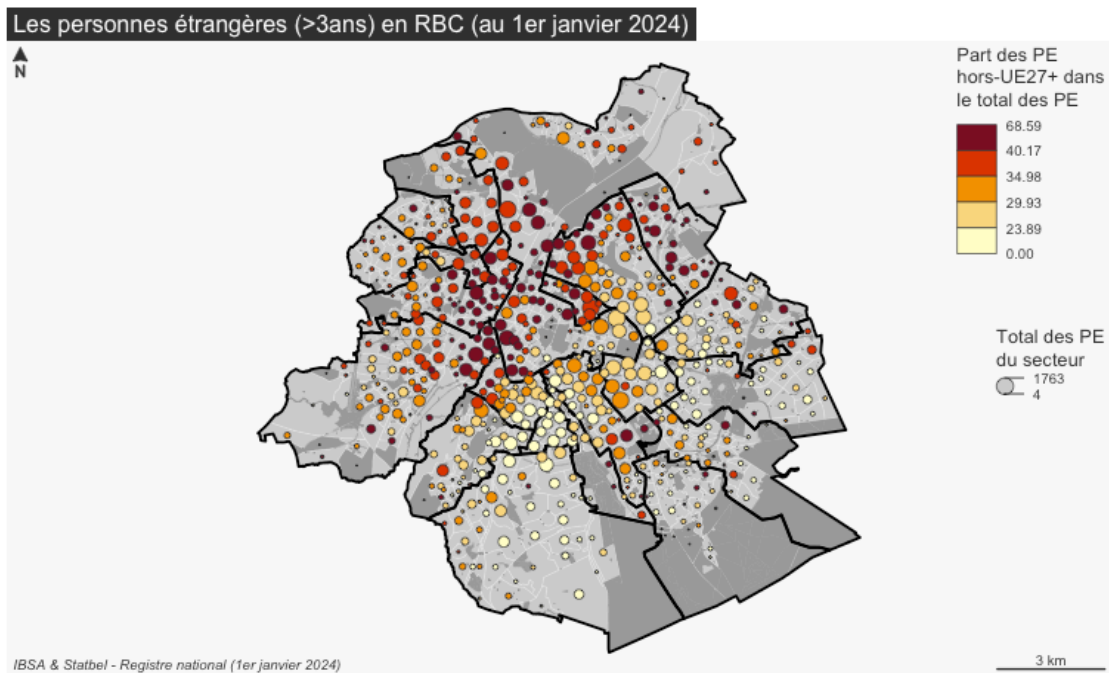 Les personnes étrangères (>3ans) en RBC (au 1er janvier 2024)
N
Part des PE
hors-UE27+ dans
le total des PE
68.59
40.17
34.98
29.93
23.89
0.00
Total des PE
du secteur
1763
4
IBSA & Statbel - Registre national (1er janvier 2024)
3 km